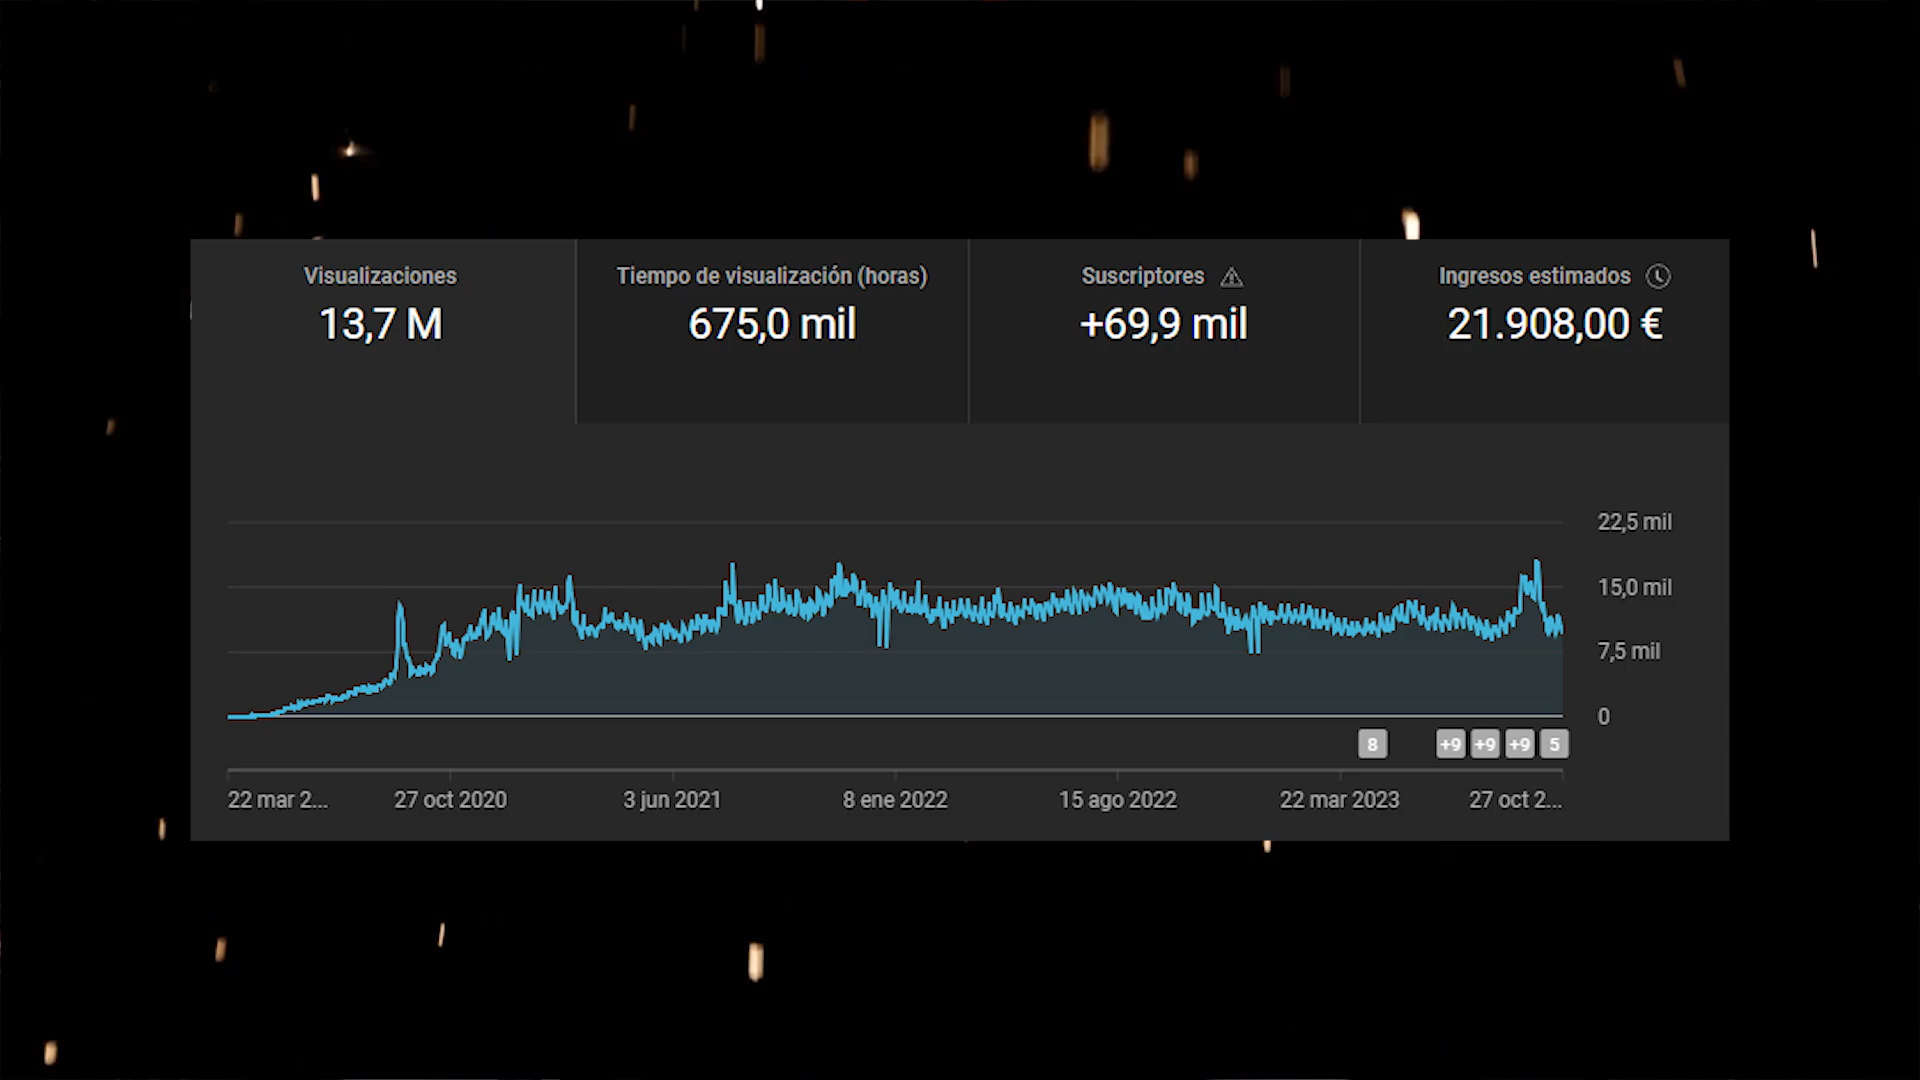 Visualizaciones
13,7 M
Tiempo de visualización (horas)
675,0 mil
Suscriptores
+69,9 mil
Ingresos estimados
21.908,00 €
22,5 mil
15,0 mil
7,5 mil
0
8 +9 +9 +9 5
22 mar 2... 27 oct 2020 3 jun 2021 8 ene 2022 15 ago 2022 22 mar 2023 27 oct 2...